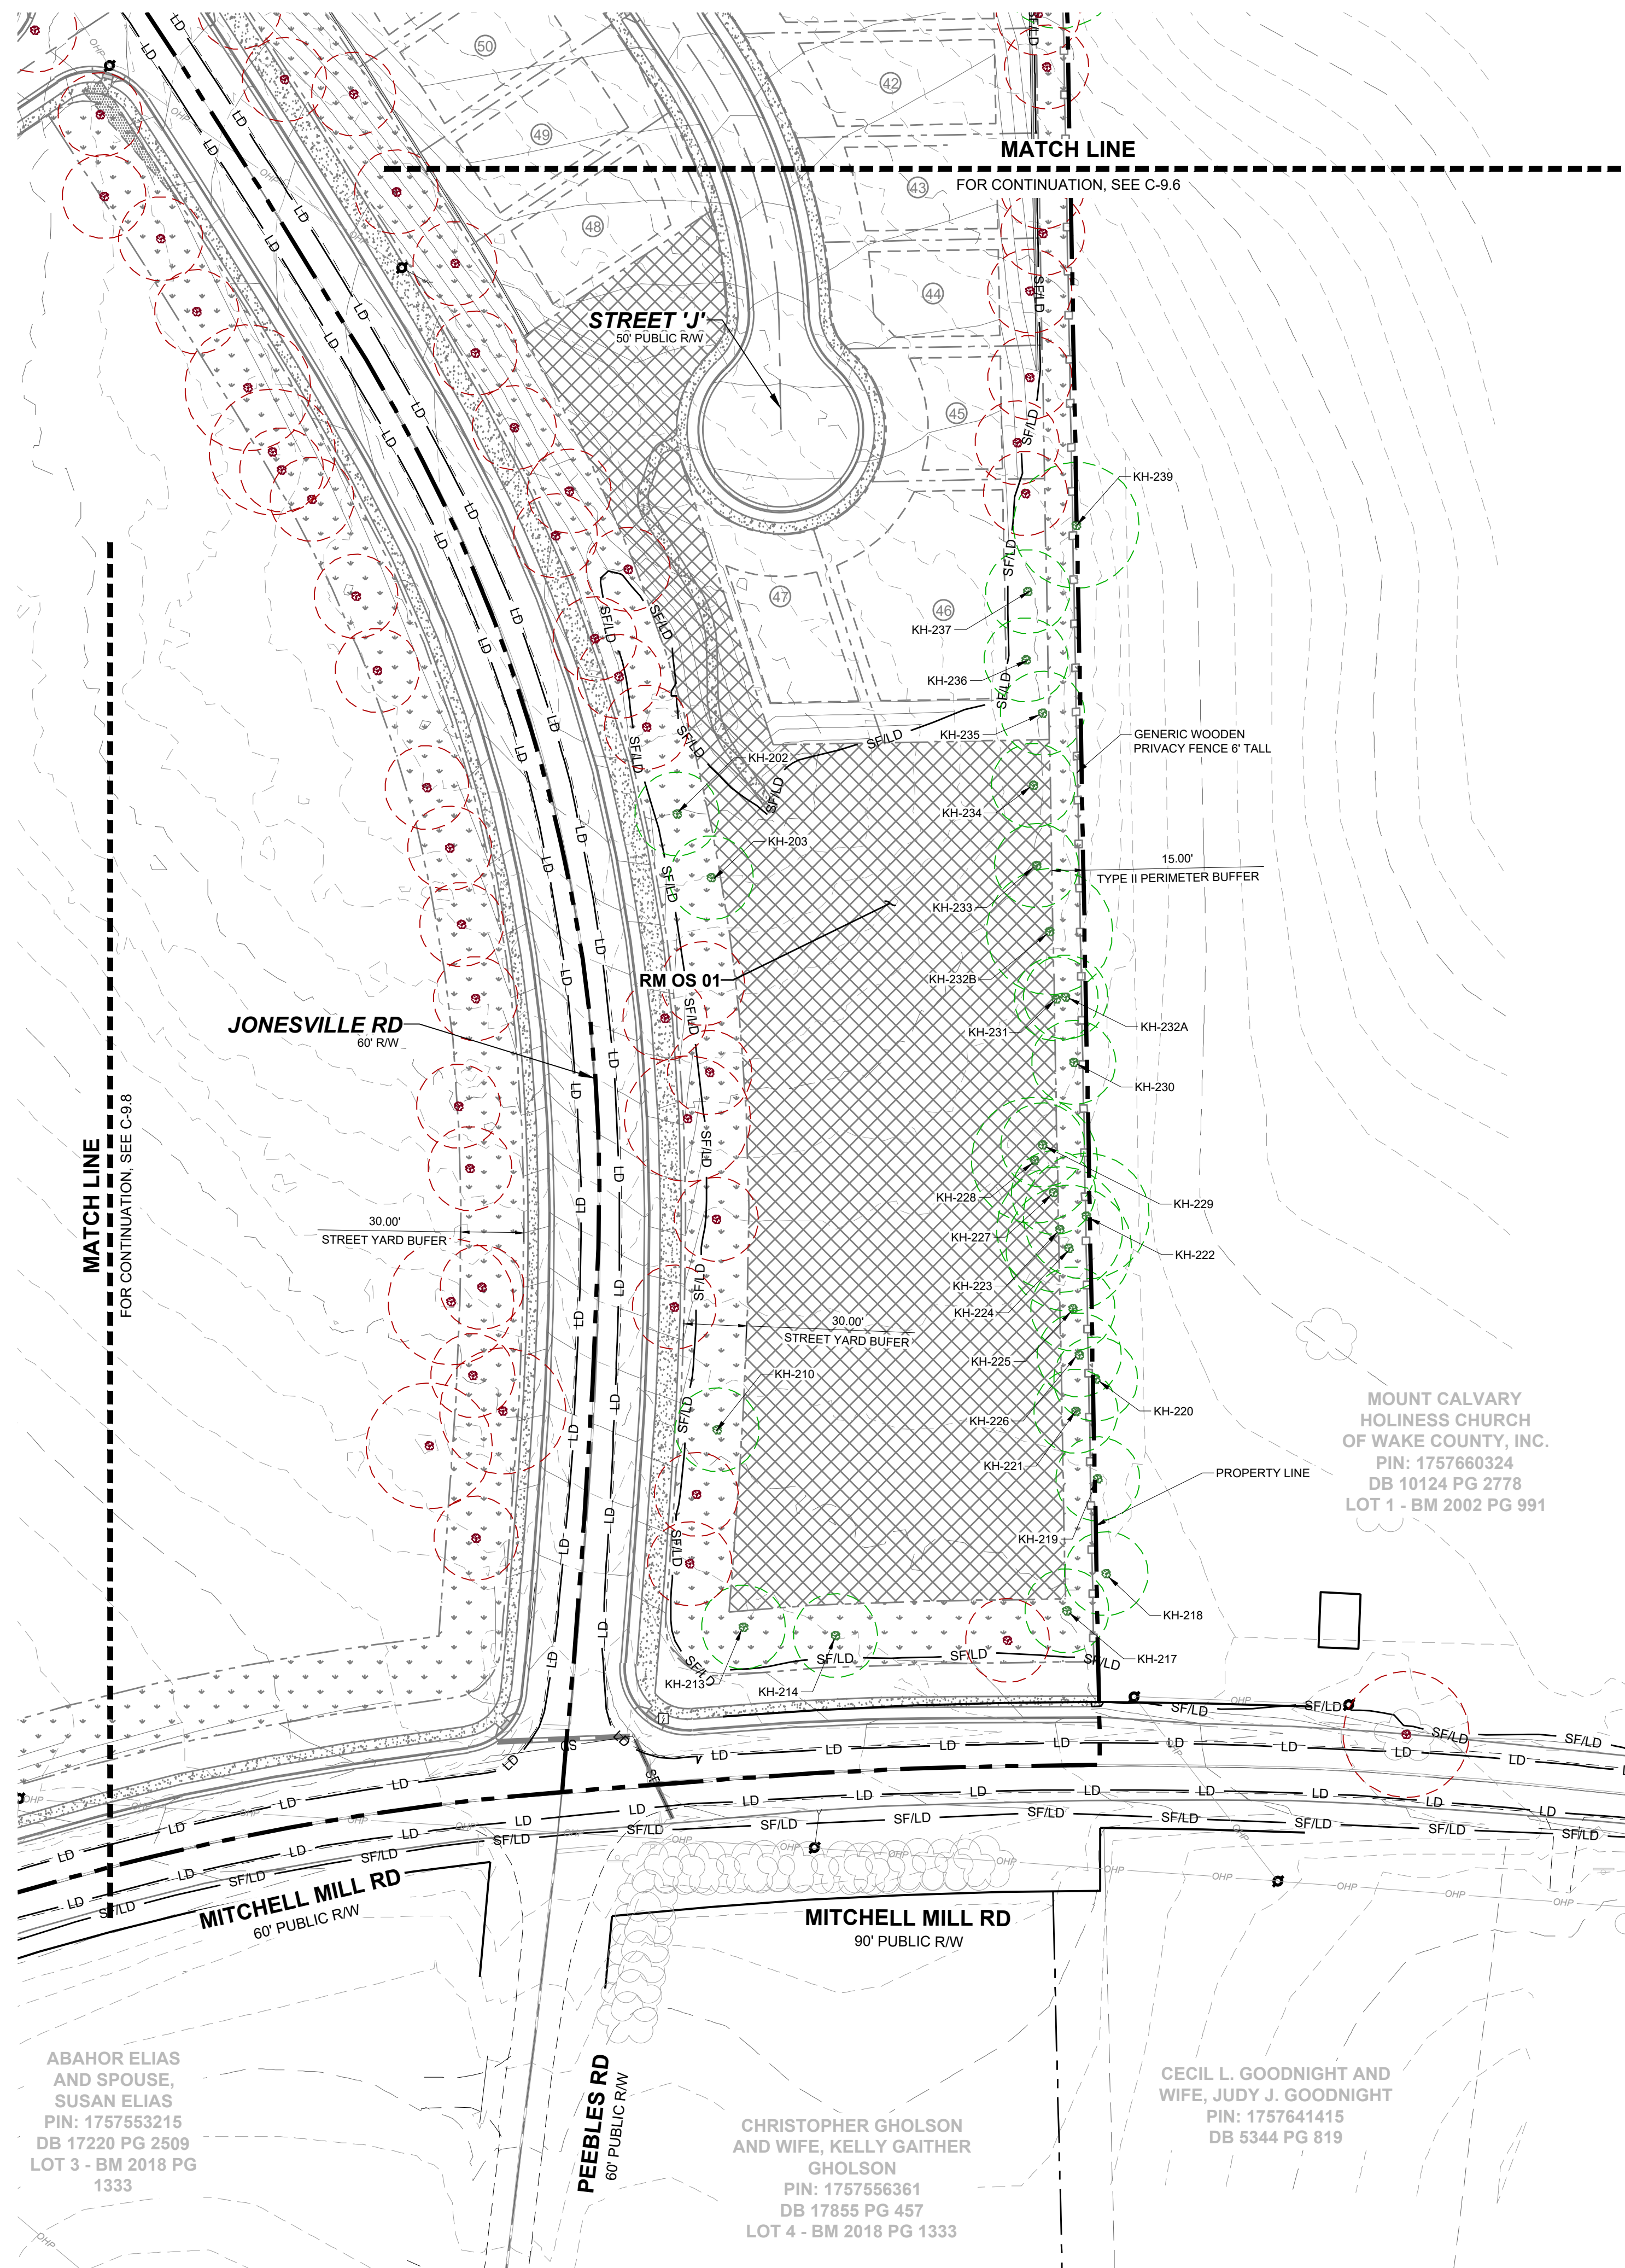 50
49
42
MATCH LINE
FOR CONTINUATION, SEE C-9.6
43
48
44
STREET 'J'
50' PUBLIC R/W
45
KH-239
47
46
KH-237
KH-236
KH-235
GENERIC WOODEN
PRIVACY FENCE 6' TALL
KH-202
KH-234
KH-203
15.00'
TYPE II PERIMETER BUFFER
KH-233
RM OS 01
KH-232B
JONESVILLE RD
60' R/W
KH-231
KH-232A
KH-230
MATCH LINE
FOR CONTINUATION, SEE C-9.8
KH-228
KH-229
30.00'
STREET YARD BUFER
KH-227
KH-222
KH-223
KH-224
30.00'
STREET YARD BUFER
KH-225
KH-210
KH-220
KH-226
KH-221
PROPERTY LINE
MOUNT CALVARY
HOLINESS CHURCH
OF WAKE COUNTY, INC.
PIN: 1757660324
DB 10124 PG 2778
LOT 1 - BM 2002 PG 991
KH-219
KH-218
KH-217
KH-213
KH-214
SF/LD
LD
OHP
MITCHELL MILL RD
60' PUBLIC R/W
MITCHELL MILL RD
90' PUBLIC R/W
PEEBLES RD
60' PUBLIC R/W
ABAHOR ELIAS
AND SPOUSE,
SUSAN ELIAS
PIN: 1757553215
DB 17220 PG 2509
LOT 3 - BM 2018 PG
1333
CHRISTOPHER GHOLSON
AND WIFE, KELLY GAITHER
GHOLSON
PIN: 1757556361
DB 17855 PG 457
LOT 4 - BM 2018 PG 1333
CECIL L. GOODNIGHT AND
WIFE, JUDY J. GOODNIGHT
PIN: 1757641415
DB 5344 PG 819